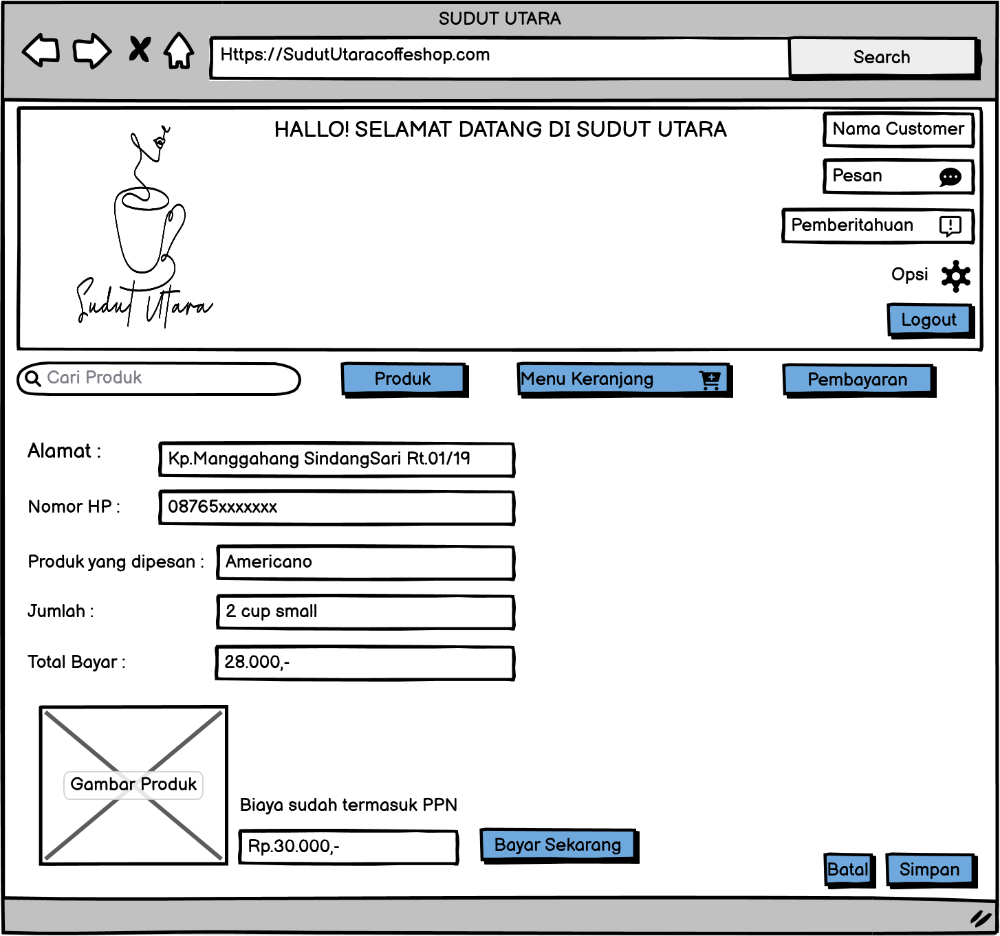 SUDUT UTARA
Https://SudutUtaracoffeshop.com
Search
HALLO! SELAMAT DATANG DI SUDUT UTARA
Nama Customer
Pesan
Pemberitahuan
Opsi
Logout
Sudut Utara
Cari Produk
Produk
Menu Keranjang
Pembayaran
Alamat :
Kp.Manggahang SindangSari Rt.01/19
Nomor HP :
08765xxxxxxx
Produk yang dipesan :
Americano
Jumlah :
2 cup small
Total Bayar :
28.000,-
Gambar Produk
Biaya sudah termasuk PPN
Rp.30.000,-
Bayar Sekarang
Batal
Simpan